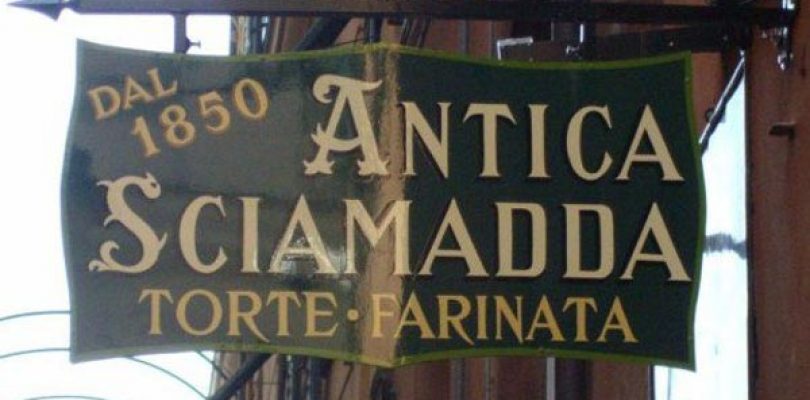 DAL
1850
ANTICA
SCIAMADDA
TORTE · FARINATA